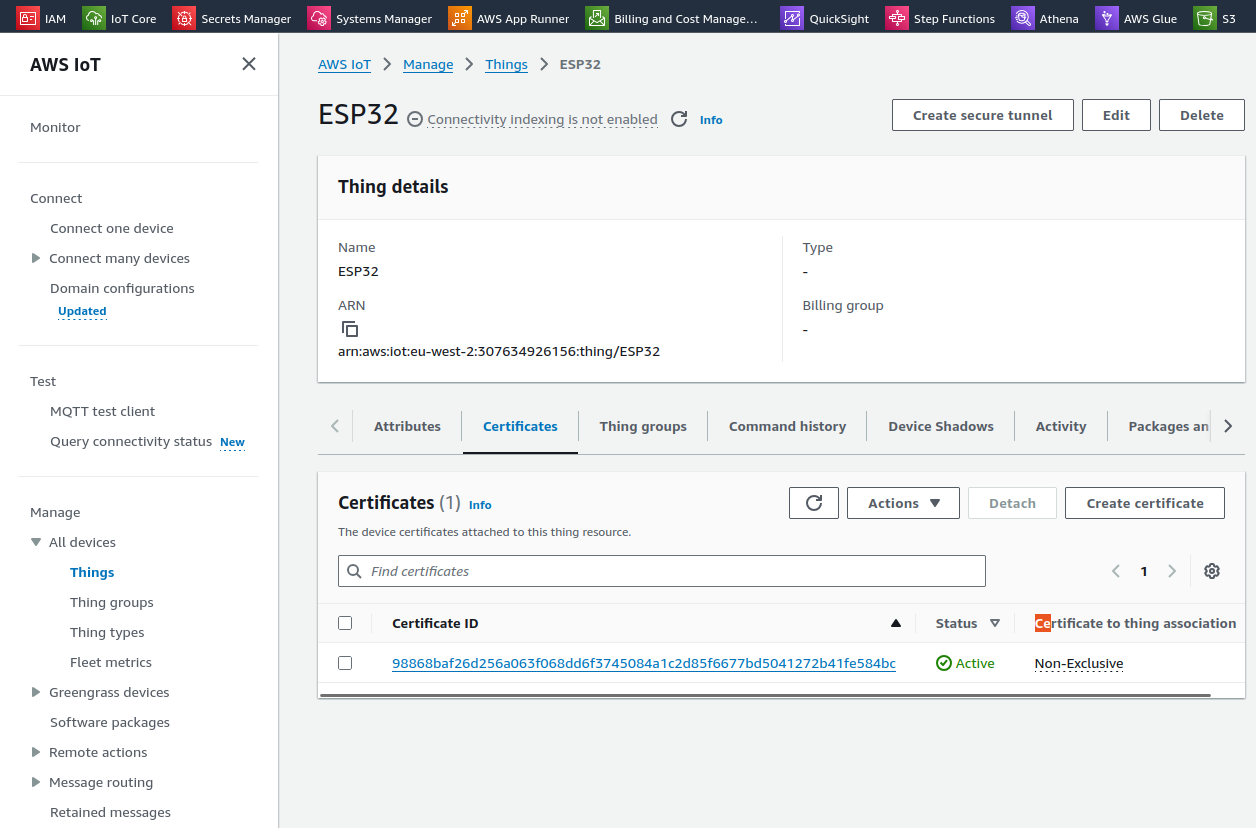 IAM IoT Core Secrets Manager Systems Manager AWS App Runner Billing and Cost Manage... QuickSight Step Functions Athena AWS Glue S3
AWS IoT
Monitor
Connect
Connect one device
Connect many devices
Domain configurations
Updated
Test
MQTT test client
Query connectivity status New
Manage
All devices
Things
Thing groups
Thing types
Fleet metrics
Greengrass devices
Software packages
Remote actions
Message routing
Retained messages
AWS IoT Manage Things ESP32
ESP32 Connectivity indexing is not enabled Info Create secure tunnel Edit Delete
Thing details
Name
ESP32
ARN
arn:aws:iot:eu-west-2:307634926156:thing/ESP32
Type
-
Billing group
-
Attributes Certificates Thing groups Command history Device Shadows Activity Packages an
Certificates (1) Info Actions Detach Create certificate
The device certificates attached to this thing resource.
Find certificates 1
Certificate ID Status Certificate to thing association
98868baf26d256a063f068dd6f3745084a1c2d85f6677bd5041272b41fe584bc Active Non-Exclusive